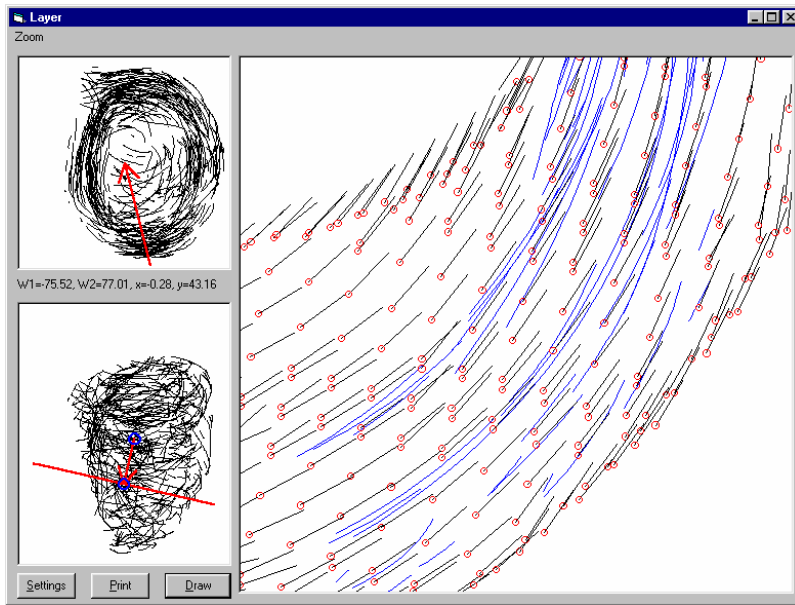 Layer
Zoom
W1=-75.52, W2=77.01, x=-0.28, y=43.16
Settings
Print
Draw